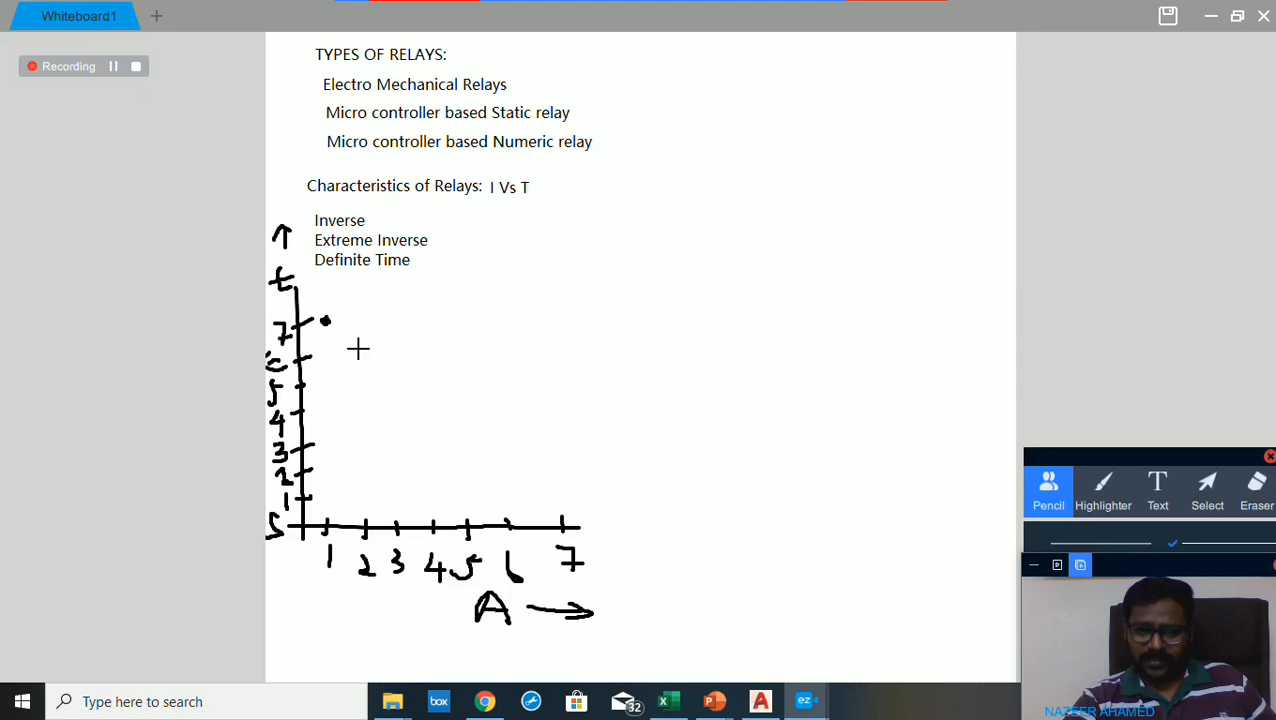 Whiteboard1
Recording
TYPES OF RELAYS:
Electro Mechanical Relays
Micro controller based Static relay
Micro controller based Numeric relay
Characteristics of Relays: I Vs T
Inverse
Extreme Inverse
Definite Time
t
7
5
4
3
2
1
S
1 2 3 4 5 6 7
A
Pencil Highlighter Text Select Eraser
NAZEER AHAMED
Type here to search
box
32
ez